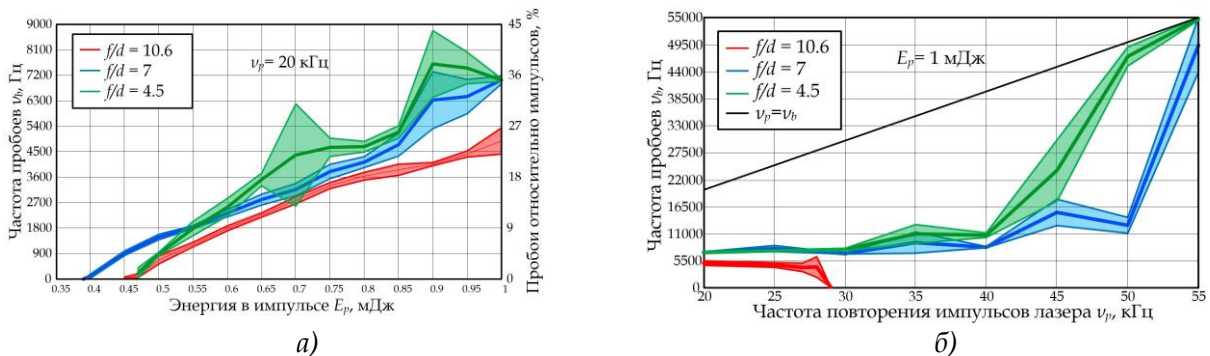 9000
8100
7200
6300
5400
4500
3600
2700
1800
900
0
Частота пробоев νb, Гц
f/d = 10.6
f/d = 7
f/d = 4.5
νp= 20 кГц
45
36
27
18
9
0
Пробои относительно импульсов, %
0.35 0.4 0.45 0.5 0.55 0.6 0.65 0.7 0.75 0.8 0.85 0.9 0.95 1
Энергия в импульсе Ep, мДж
а)
55000
49500
44000
38500
33000
27500
22000
16500
11000
5500
0
Частота пробоев νb, Гц
f/d = 10.6
f/d = 7
f/d = 4.5
νp=νb
Ep= 1 мДж
20 25 30 35 40 45 50 55
Частота повторения импульсов лазера νp, кГц
б)